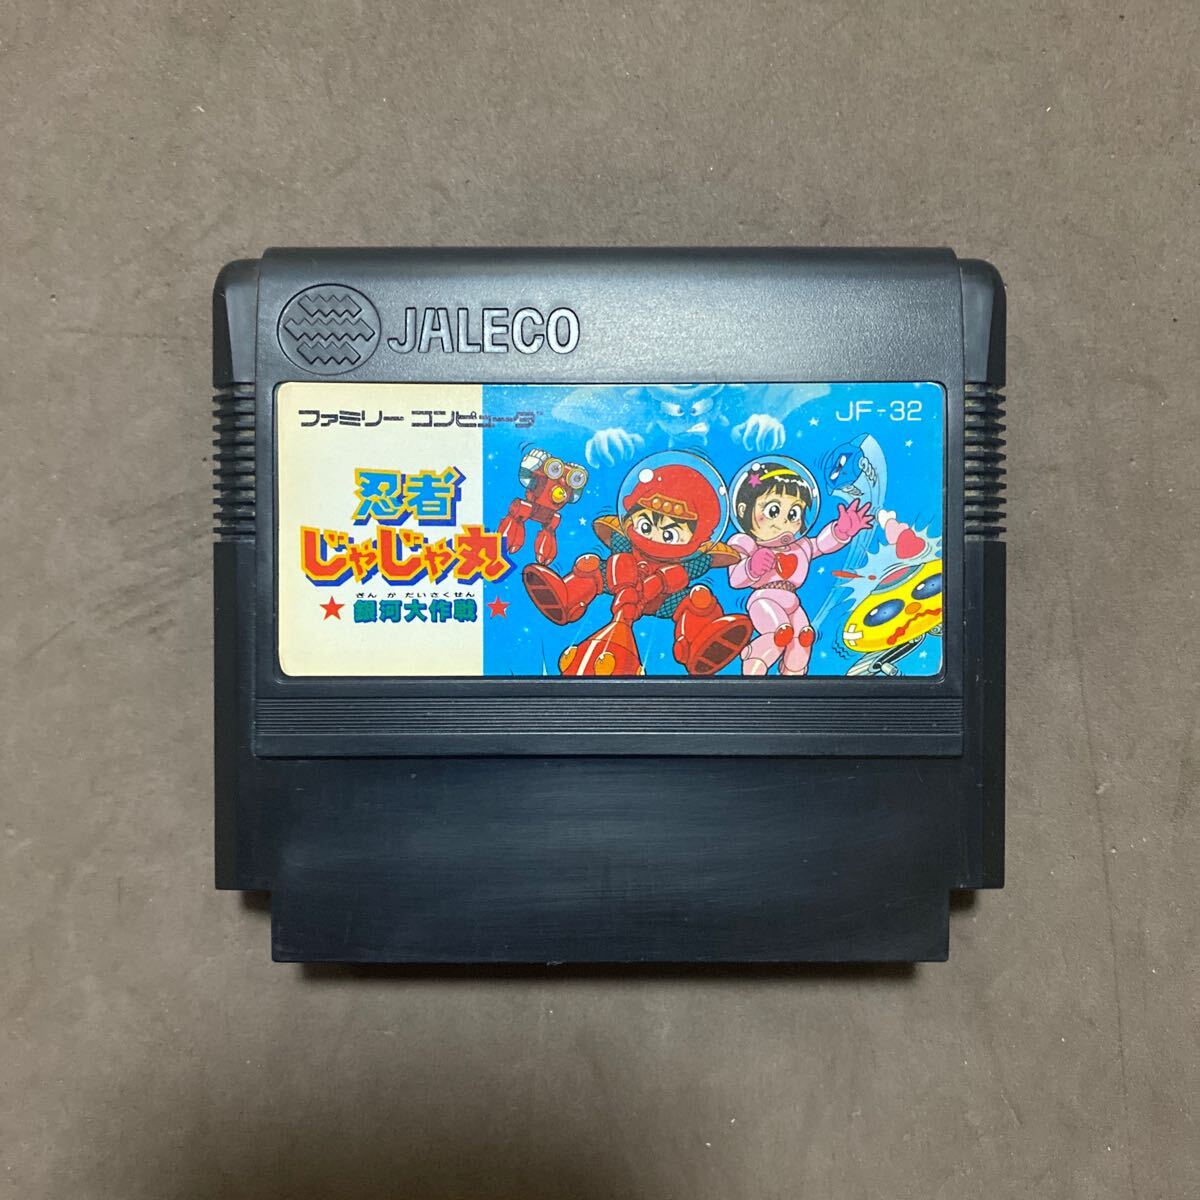 JALECO
ファミリー コンピュータ
JF-32
忍者
じゃじゃ丸
ぎんがだいさくせん
★銀河大作戦★